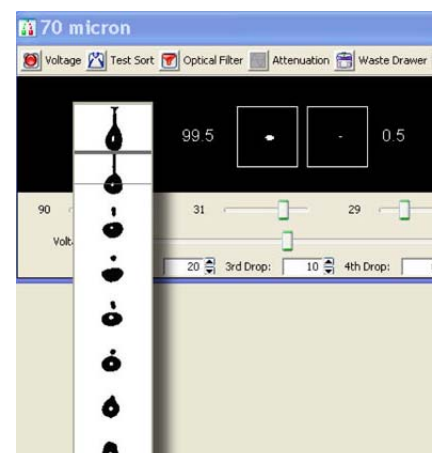 70 micron
Voltage Test Sort Optical Filter Attenuation Waste Drawer
99.5 0.5
90 31 29
20 3rd Drop: 10 4th Drop: